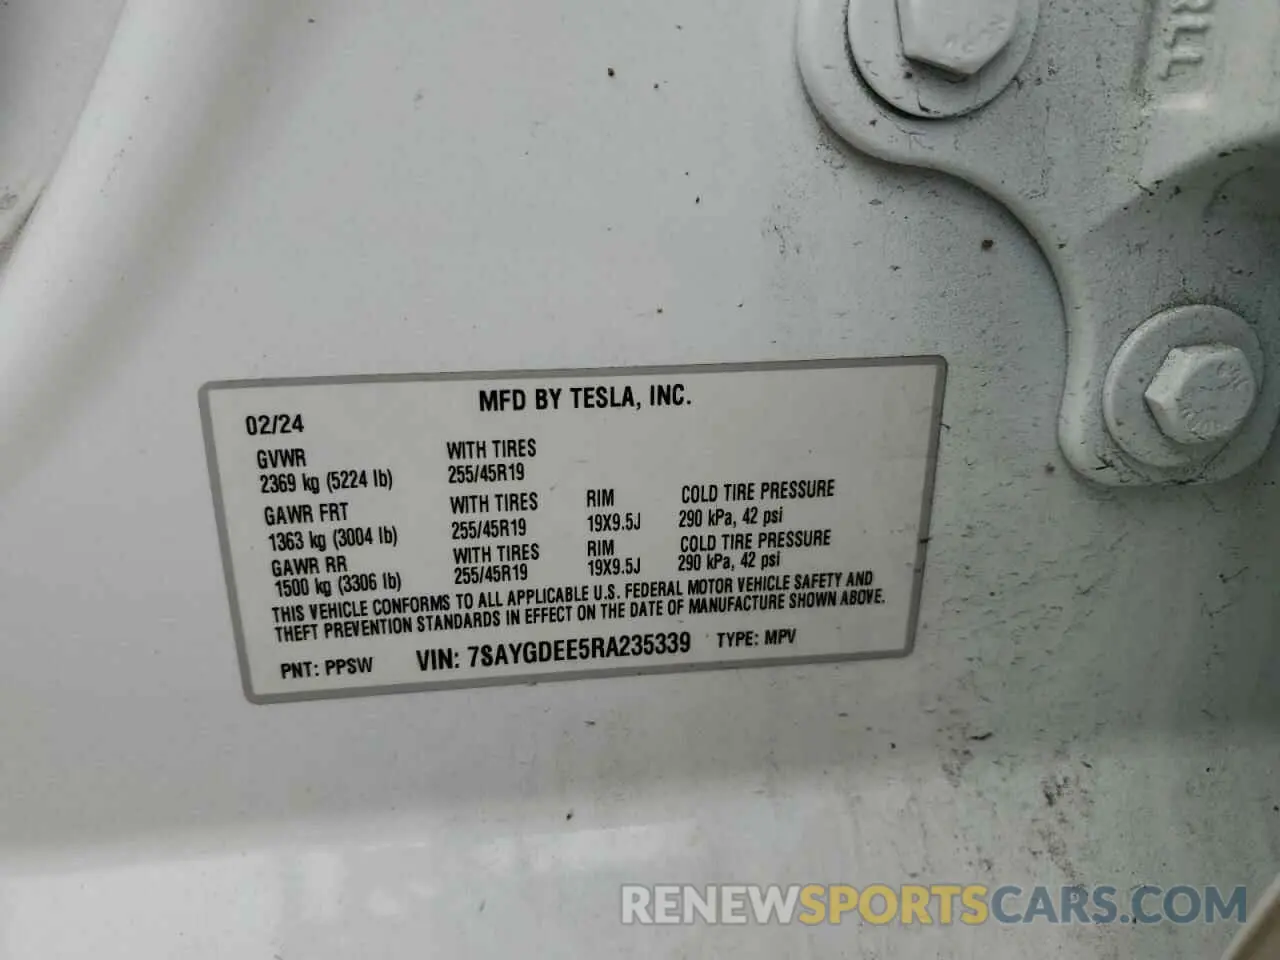 RLL
MFD BY TESLA, INC.
02/24
GVWR WITH TIRES
2369 kg (5224 lb) 255/45R19
GAWR FRT WITH TIRES RIM COLD TIRE PRESSURE
1363 kg (3004 lb) 255/45R19 19X9.5J 290 kPa, 42 psi
GAWR RR WITH TIRES RIM COLD TIRE PRESSURE
1500 kg (3306 lb) 255/45R19 19X9.5J 290 kPa, 42 psi
THIS VEHICLE CONFORMS TO ALL APPLICABLE U.S. FEDERAL MOTOR VEHICLE SAFETY AND
THEFT PREVENTION STANDARDS IN EFFECT ON THE DATE OF MANUFACTURE SHOWN ABOVE.
PNT: PPSW VIN: 7SAYGDEE5RA235339 TYPE: MPV
RENEWSPORTSCARS.COM